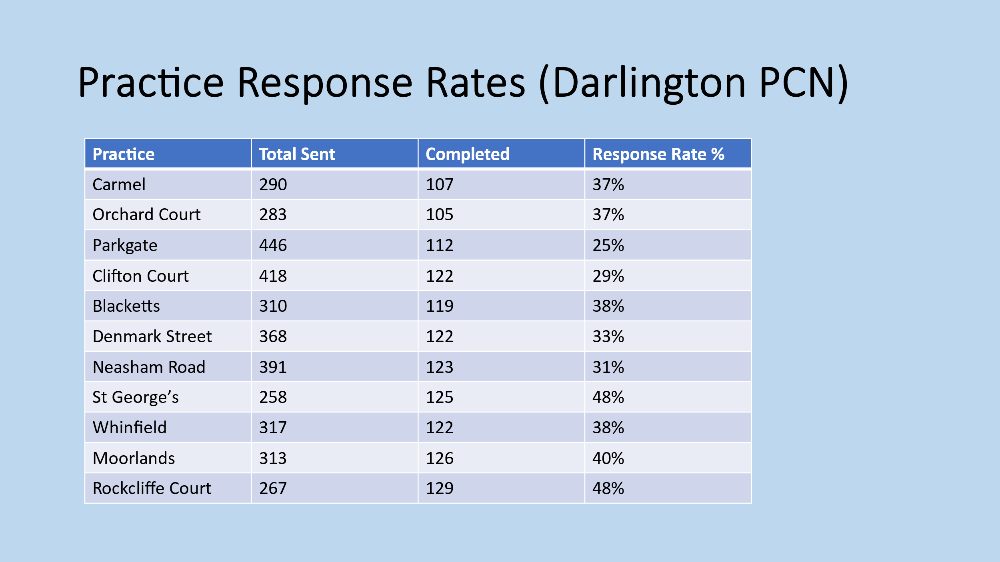 Practice Response Rates (Darlington PCN)
Practice Total Sent Completed Response Rate %
Carmel 290 107 37%
Orchard Court 283 105 37%
Parkgate 446 112 25%
Clifton Court 418 122 29%
Blacketts 310 119 38%
Denmark Street 368 122 33%
Neasham Road 391 123 31%
St George’s 258 125 48%
Whinfield 317 122 38%
Moorlands 313 126 40%
Rockcliffe Court 267 129 48%